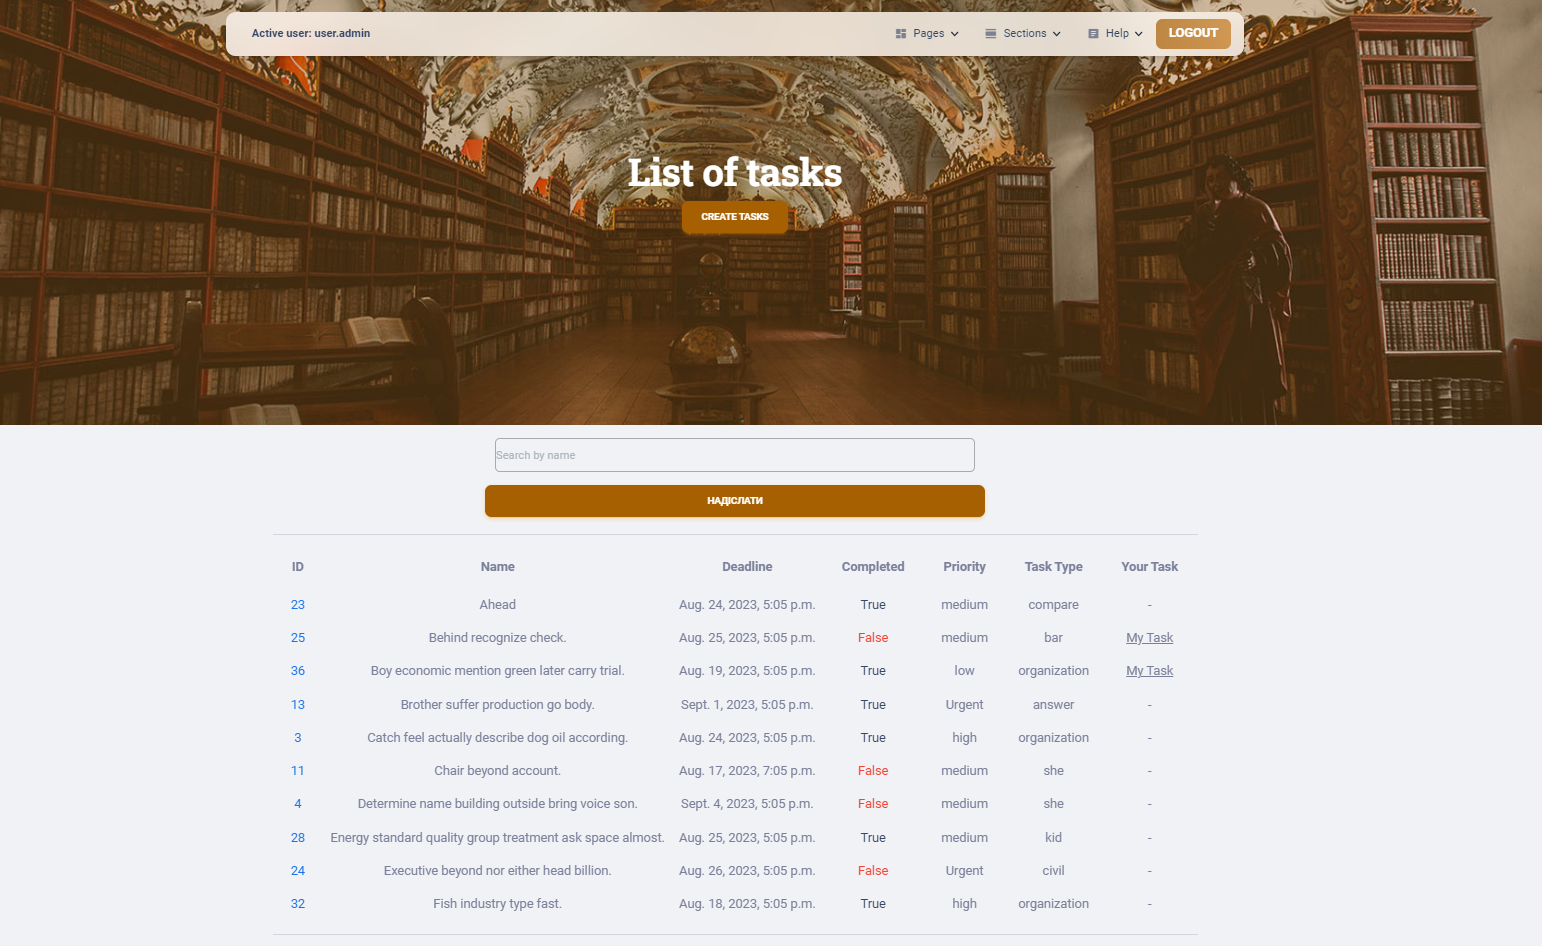 Active user: user.admin Pages Sections Help LOGOUT
List of tasks
CREATE TASKS
Search by name
НАДІСЛАТИ
ID Name Deadline Completed Priority Task Type Your Task
23 Ahead Aug. 24, 2023, 5:05 p.m. True medium compare -
25 Behind recognize check. Aug. 25, 2023, 5:05 p.m. False medium bar My Task
36 Boy economic mention green later carry trial. Aug. 19, 2023, 5:05 p.m. True low organization My Task
13 Brother suffer production go body. Sept. 1, 2023, 5:05 p.m. True Urgent answer -
3 Catch feel actually describe dog oil according. Aug. 24, 2023, 5:05 p.m. True high organization -
11 Chair beyond account. Aug. 17, 2023, 7:05 p.m. False medium she -
4 Determine name building outside bring voice son. Sept. 4, 2023, 5:05 p.m. False medium she -
28 Energy standard quality group treatment ask space almost. Aug. 25, 2023, 5:05 p.m. True medium kid -
24 Executive beyond nor either head billion. Aug. 26, 2023, 5:05 p.m. False Urgent civil -
32 Fish industry type fast. Aug. 18, 2023, 5:05 p.m. True high organization -